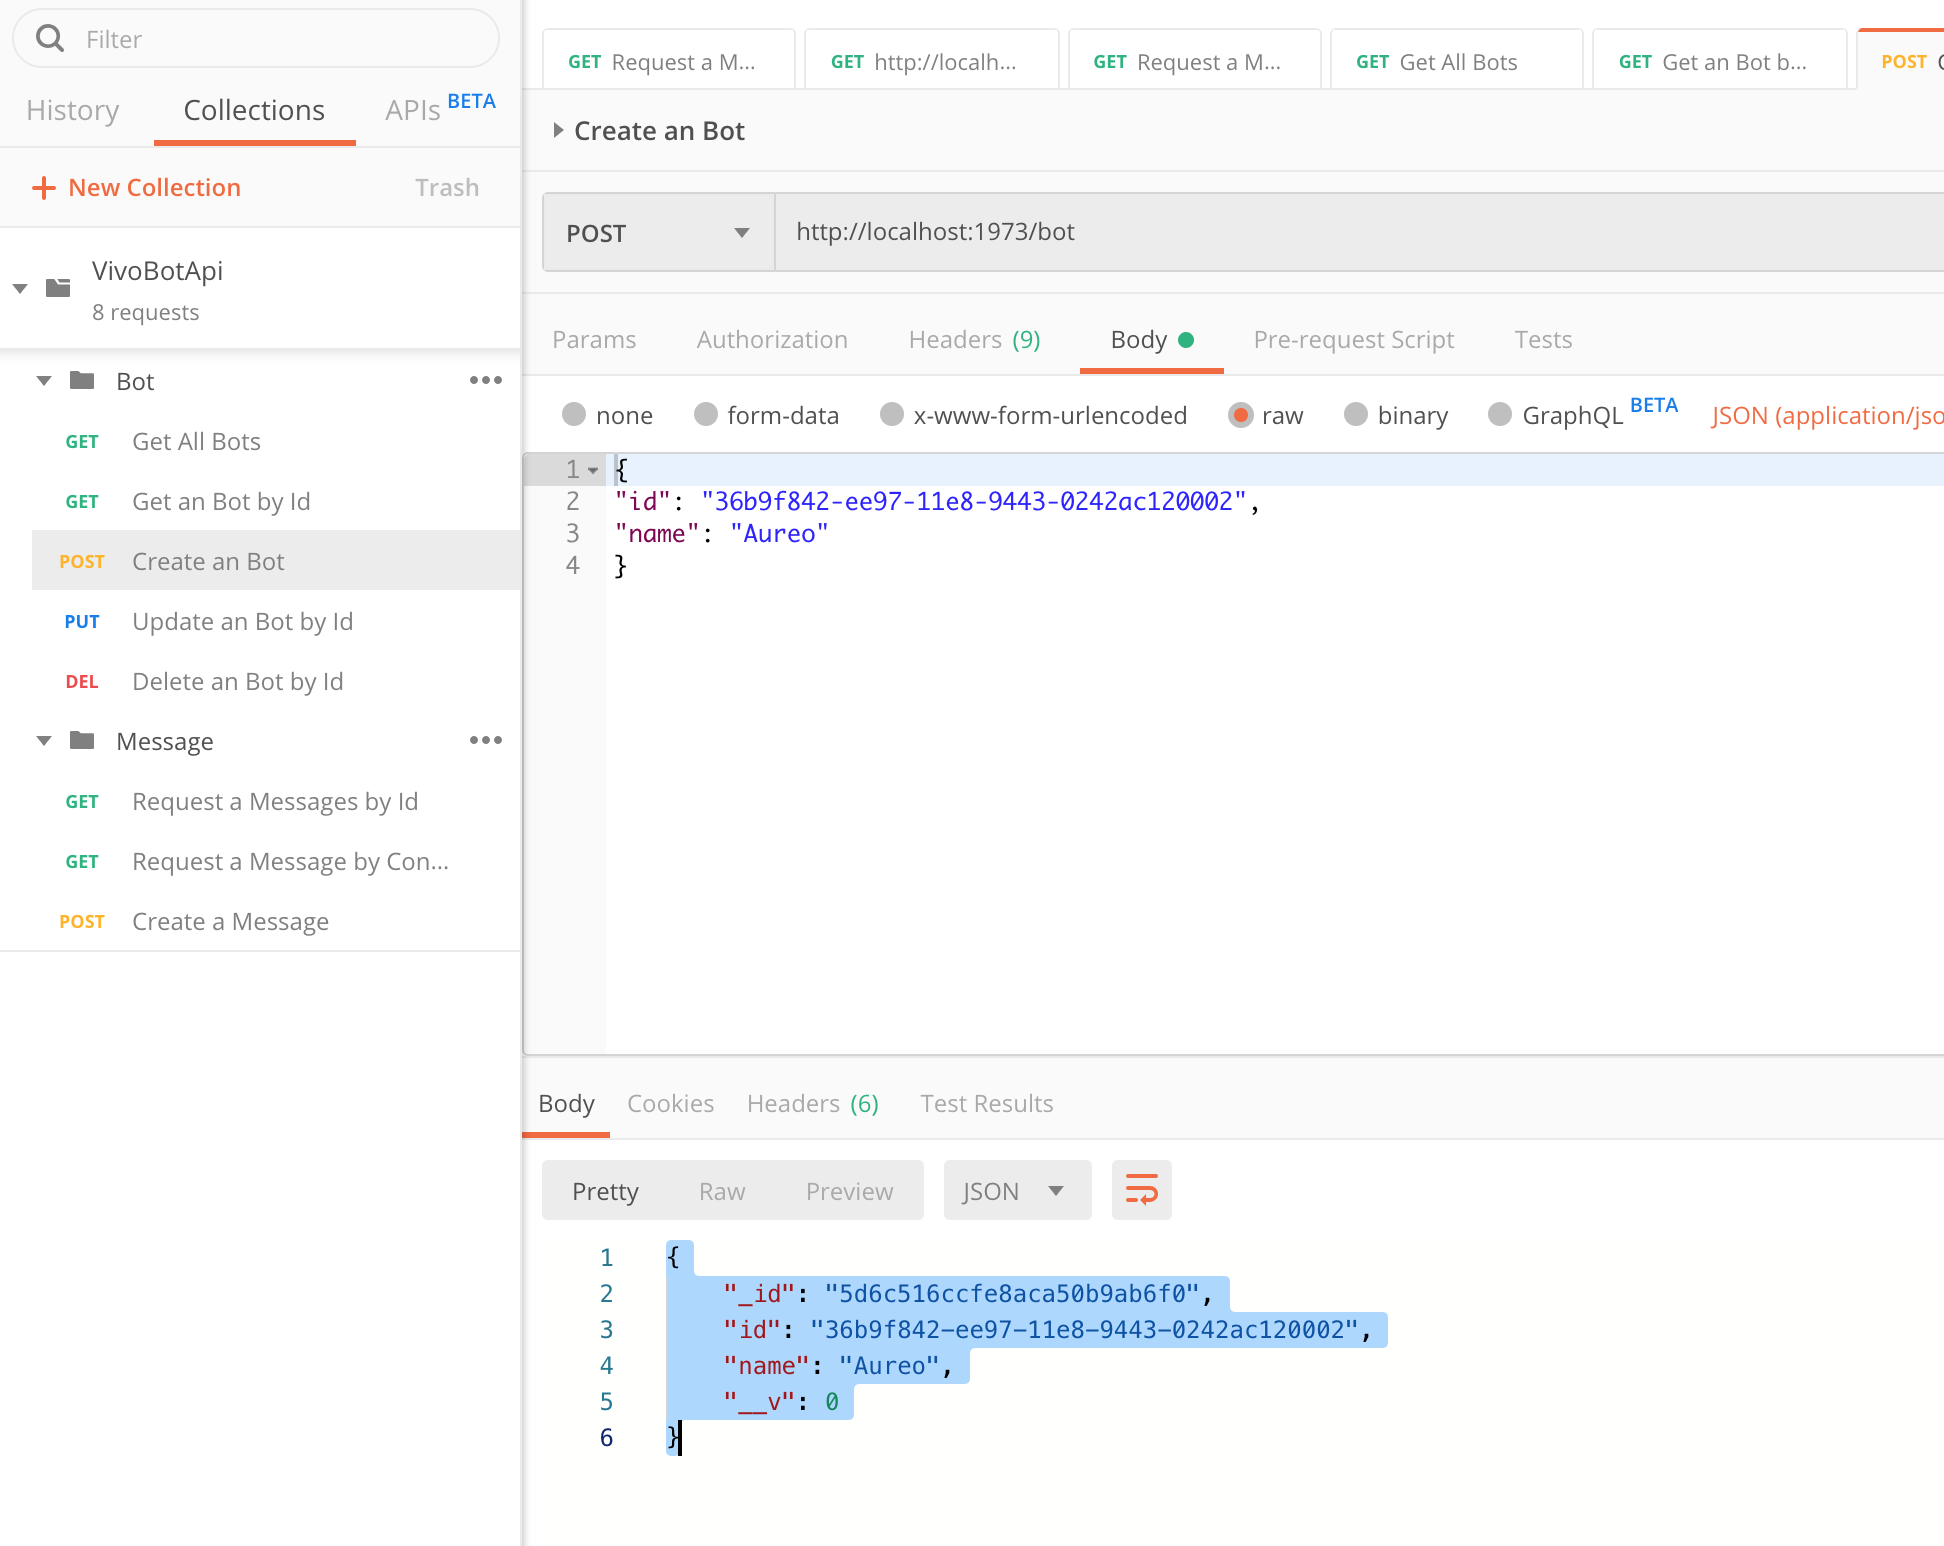 Filter
History Collections APIs BETA
New Collection Trash
VivoBotApi
8 requests
Bot
GET Get All Bots
GET Get an Bot by Id
POST Create an Bot
PUT Update an Bot by Id
DEL Delete an Bot by Id
Message
GET Request a Messages by Id
GET Request a Message by Con...
POST Create a Message
GET Request a M... GET http://localh... GET Request a M... GET Get All Bots GET Get an Bot b... POST
Create an Bot
POST http://localhost:1973/bot
Params Authorization Headers (9) Body Pre-request Script Tests
none form-data x-www-form-urlencoded raw binary GraphQL BETA JSON (application/jso
1 {
2 "id": "36b9f842-ee97-11e8-9443-0242ac120002",
3 "name": "Aureo"
4 }
Body Cookies Headers (6) Test Results
Pretty Raw Preview JSON
1 {
2 "_id": "5d6c516ccfe8aca50b9ab6f0",
3 "id": "36b9f842-ee97-11e8-9443-0242ac120002",
4 "name": "Aureo",
5 "__v": 0
6 }